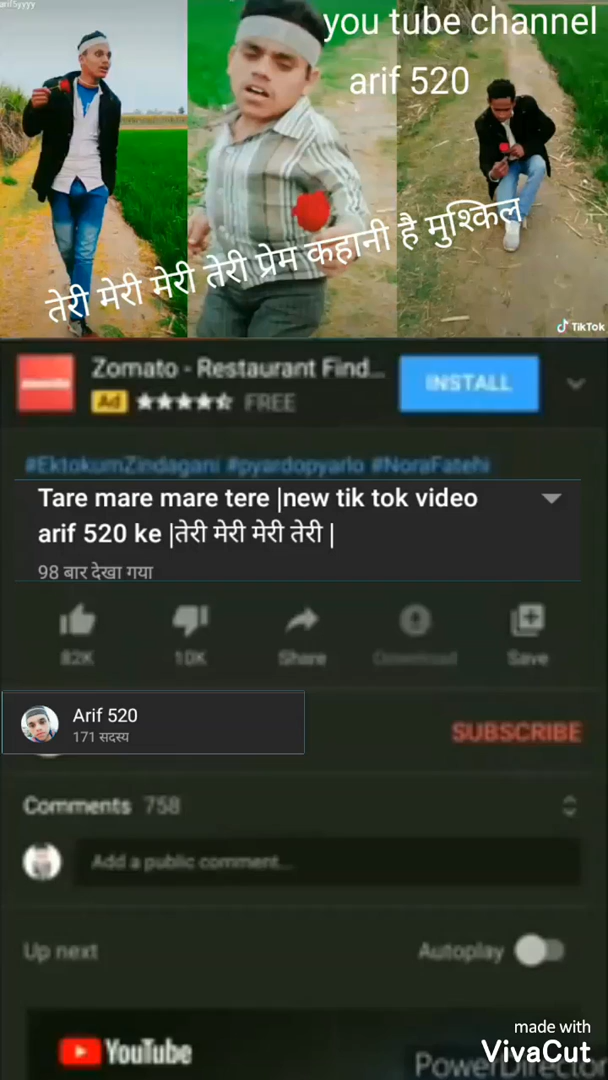 arif5yyyy
you tube channel
arif 520
तेरी मेरी मेरी तेरी प्रेम कहानी है मुश्किल
TikTok
Zomato - Restaurant Find...
INSTALL
Ad
FREE
#EktokumZindagani #pyardopyarlo #NoraFatehi
Tare mare mare tere |new tik tok video
arif 520 ke |तेरी मेरी मेरी तेरी |
98 बार देखा गया
82K
10K
Share
Download
Save
Arif 520
171 सदस्य
SUBSCRIBE
Comments 758
Add a public comment...
Up next
Autoplay
YouTube
made with
VivaCut
PowerDirector